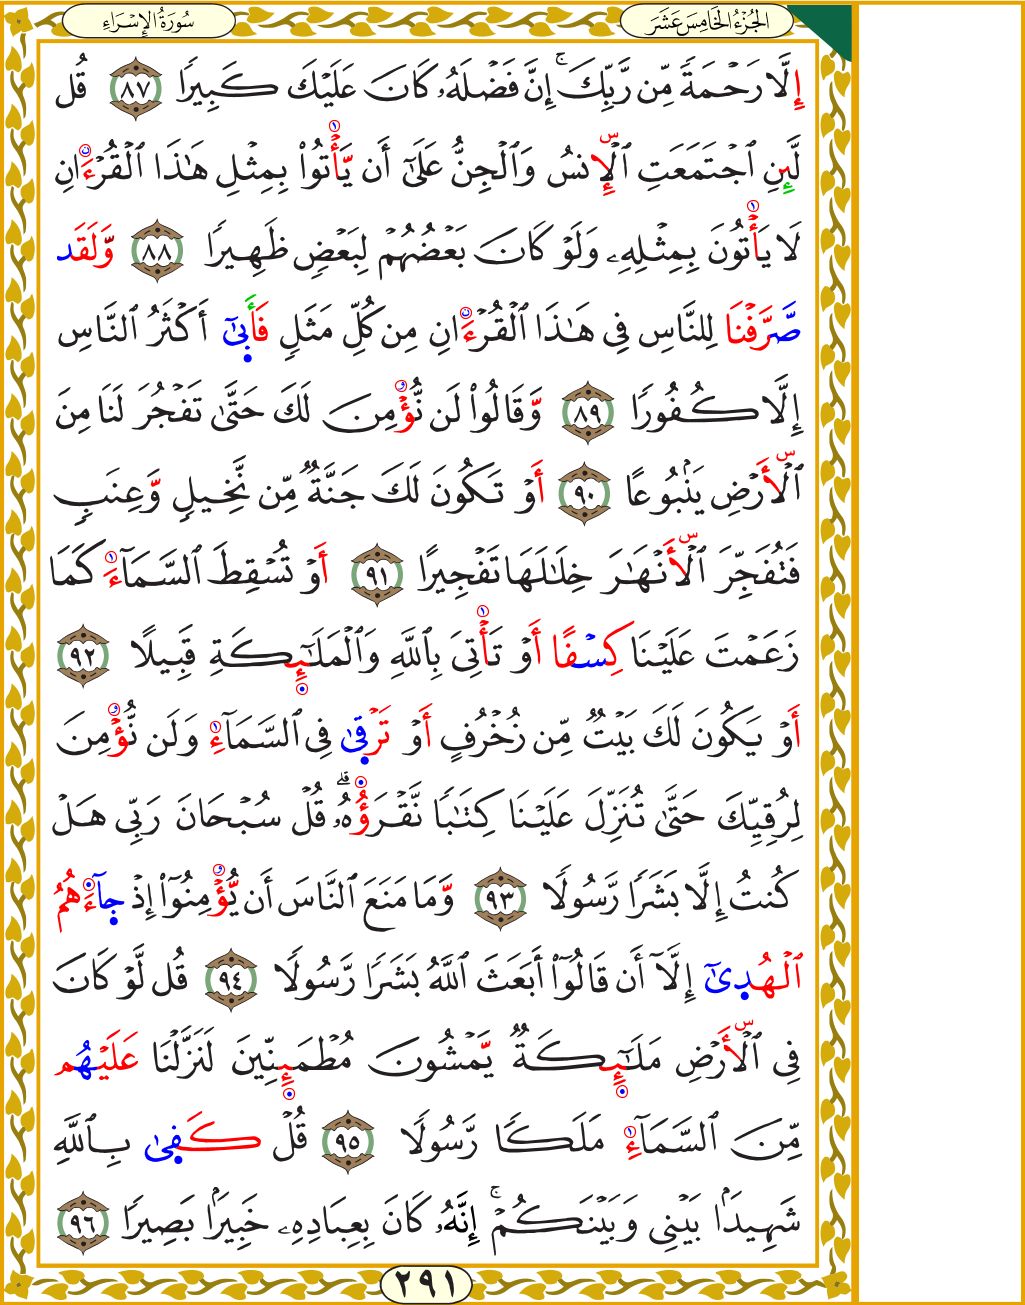 سُورَةُ الإِسْرَاءِ
الجُزْءُ الْخَامِسَ عَشَرَ
إِلَّا رَحْمَةً مِّن رَّبِّكَ ۚ إِنَّ فَضْلَهُۥ كَانَ عَلَيْكَ كَبِيرًا ٨٧ قُل
لَّئِنِ ٱجْتَمَعَتِ ٱلْإِنسُ وَٱلْجِنُّ عَلَىٰٓ أَن يَّأْتُوا۟ بِمِثْلِ هَٰذَا ٱلْقُرْءَانِ
لَا يَأْتُونَ بِمِثْلِهِۦ وَلَوْ كَانَ بَعْضُهُمْ لِبَعْضٍ ظَهِيرًا ٨٨ وَّلَقَد
صَّرَّفْنَا لِلنَّاسِ فِى هَٰذَا ٱلْقُرْءَانِ مِن كُلِّ مَثَلٍ فَأَبَىٰٓ أَكْثَرُ ٱلنَّاسِ
إِلَّا كُفُورًا ٨٩ وَّقَالُوا۟ لَن نُّؤْمِنَ لَكَ حَتَّىٰ تَفْجُرَ لَنَا مِنَ
ٱلْأَرْضِ يَنۢبُوعًا ٩٠ أَوْ تَكُونَ لَكَ جَنَّةٌ مِّن نَّخِيلٍ وَّعِنَبٍ
فَتُفَجِّرَ ٱلْأَنْهَٰرَ خِلَٰلَهَا تَفْجِيرًا ٩١ أَوْ تُسْقِطَ ٱلسَّمَآءَ كَمَا
زَعَمْتَ عَلَيْنَا كِسْفًا أَوْ تَأْتِىَ بِٱللَّهِ وَٱلْمَلَٰٓئِكَةِ قَبِيلًا ٩٢
أَوْ يَكُونَ لَكَ بَيْتٌ مِّن زُخْرُفٍ أَوْ تَرْقَىٰ فِى ٱلسَّمَآءِ وَلَن نُّؤْمِنَ
لِرُقِيِّكَ حَتَّىٰ تُنَزِّلَ عَلَيْنَا كِتَٰبًا نَّقْرَؤُهُۥ ۗ قُلْ سُبْحَانَ رَبِّى هَلْ
كُنتُ إِلَّا بَشَرًا رَّسُولًا ٩٣ وَّمَا مَنَعَ ٱلنَّاسَ أَن يُّؤْمِنُوٓا۟ إِذْ جَآءَهُمُ
ٱلْهُدَىٰٓ إِلَّآ أَن قَالُوٓا۟ أَبَعَثَ ٱللَّهُ بَشَرًا رَّسُولًا ٩٤ قُل لَّوْ كَانَ
فِى ٱلْأَرْضِ مَلَٰٓئِكَةٌ يَّمْشُونَ مُطْمَئِنِّينَ لَنَزَّلْنَا عَلَيْهُم
مِّنَ ٱلسَّمَآءِ مَلَكًا رَّسُولًا ٩٥ قُلْ كَفَىٰ بِٱللَّهِ
شَهِيدًۢا بَيْنِى وَبَيْنَكُمْ ۚ إِنَّهُۥ كَانَ بِعِبَادِهِۦ خَبِيرًۢا بَصِيرًا ٩٦
٢٩١